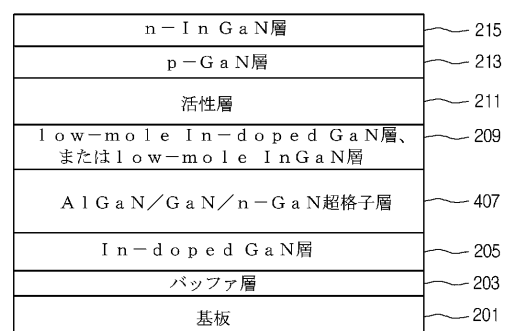 n－In GaN層 215
p－GaN層 213
活性層 211
low－mole In－doped GaN層、 209
またはlow－mole InGaN層
AlGaN／GaN／n－GaN超格子層 407
In－doped GaN層 205
バッファ層 203
基板 201